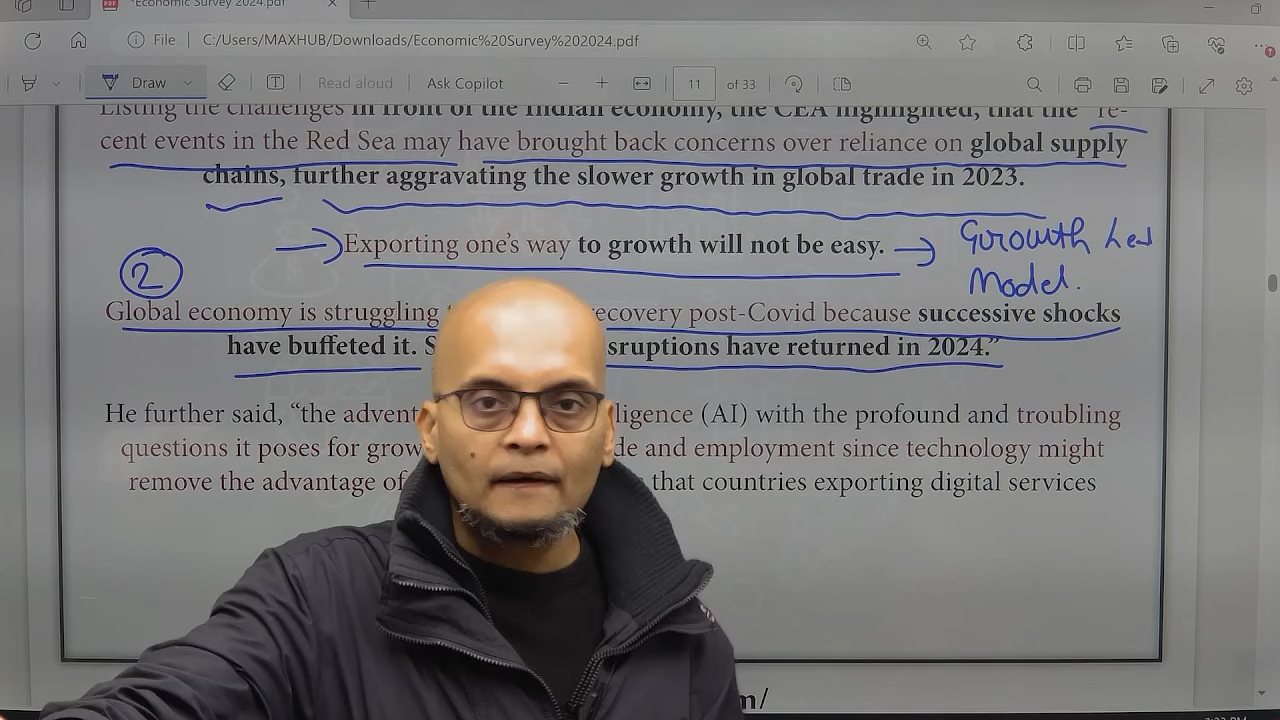 Economic Survey 2024.pdf
File C:/Users/MAXHUB/Downloads/Economic%20Survey%202024.pdf
Draw Read aloud Ask Copilot 11 of 33
Listing the challenges in front of the Indian economy, the CEA highlighted, that the "re-
cent events in the Red Sea may have brought back concerns over reliance on global supply
chains, further aggravating the slower growth in global trade in 2023.
Exporting one's way to growth will not be easy. Growth Led
2 Model.
Global economy is struggling recovery post-Covid because successive shocks
have buffeted it. S sruptions have returned in 2024."
He further said, "the advent lligence (AI) with the profound and troubling
questions it poses for grow de and employment since technology might
remove the advantage of that countries exporting digital services
m/